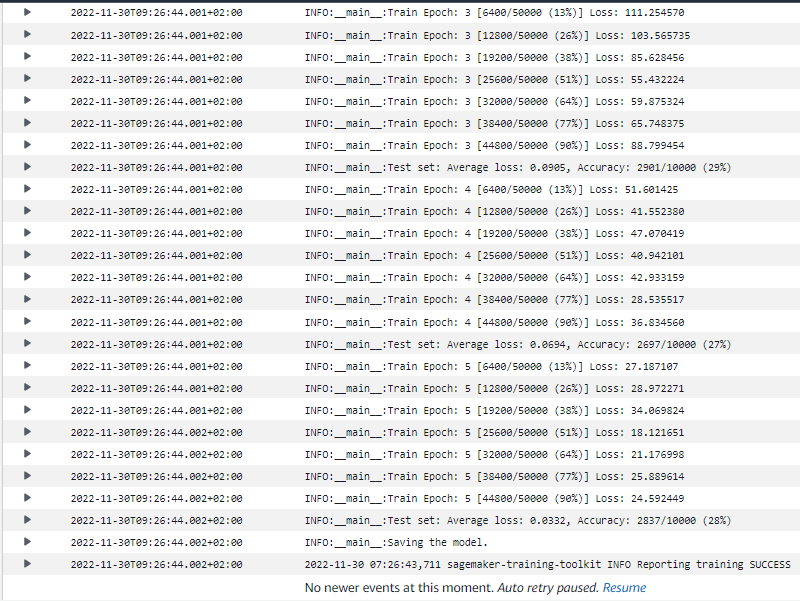 2022-11-30T09:26:44.001+02:00 INFO:__main__:Train Epoch: 3 [6400/50000 (13%)] Loss: 111.254570
2022-11-30T09:26:44.001+02:00 INFO:__main__:Train Epoch: 3 [12800/50000 (26%)] Loss: 103.565735
2022-11-30T09:26:44.001+02:00 INFO:__main__:Train Epoch: 3 [19200/50000 (38%)] Loss: 85.628456
2022-11-30T09:26:44.001+02:00 INFO:__main__:Train Epoch: 3 [25600/50000 (51%)] Loss: 55.432224
2022-11-30T09:26:44.001+02:00 INFO:__main__:Train Epoch: 3 [32000/50000 (64%)] Loss: 59.875324
2022-11-30T09:26:44.001+02:00 INFO:__main__:Train Epoch: 3 [38400/50000 (77%)] Loss: 65.748375
2022-11-30T09:26:44.001+02:00 INFO:__main__:Train Epoch: 3 [44800/50000 (90%)] Loss: 88.799454
2022-11-30T09:26:44.001+02:00 INFO:__main__:Test set: Average loss: 0.0905, Accuracy: 2901/10000 (29%)
2022-11-30T09:26:44.001+02:00 INFO:__main__:Train Epoch: 4 [6400/50000 (13%)] Loss: 51.601425
2022-11-30T09:26:44.001+02:00 INFO:__main__:Train Epoch: 4 [12800/50000 (26%)] Loss: 41.552380
2022-11-30T09:26:44.001+02:00 INFO:__main__:Train Epoch: 4 [19200/50000 (38%)] Loss: 47.070419
2022-11-30T09:26:44.001+02:00 INFO:__main__:Train Epoch: 4 [25600/50000 (51%)] Loss: 40.942101
2022-11-30T09:26:44.001+02:00 INFO:__main__:Train Epoch: 4 [32000/50000 (64%)] Loss: 42.933159
2022-11-30T09:26:44.001+02:00 INFO:__main__:Train Epoch: 4 [38400/50000 (77%)] Loss: 28.535517
2022-11-30T09:26:44.001+02:00 INFO:__main__:Train Epoch: 4 [44800/50000 (90%)] Loss: 36.834560
2022-11-30T09:26:44.001+02:00 INFO:__main__:Test set: Average loss: 0.0694, Accuracy: 2697/10000 (27%)
2022-11-30T09:26:44.001+02:00 INFO:__main__:Train Epoch: 5 [6400/50000 (13%)] Loss: 27.187107
2022-11-30T09:26:44.001+02:00 INFO:__main__:Train Epoch: 5 [12800/50000 (26%)] Loss: 28.972271
2022-11-30T09:26:44.001+02:00 INFO:__main__:Train Epoch: 5 [19200/50000 (38%)] Loss: 34.069824
2022-11-30T09:26:44.002+02:00 INFO:__main__:Train Epoch: 5 [25600/50000 (51%)] Loss: 18.121651
2022-11-30T09:26:44.002+02:00 INFO:__main__:Train Epoch: 5 [32000/50000 (64%)] Loss: 21.176998
2022-11-30T09:26:44.002+02:00 INFO:__main__:Train Epoch: 5 [38400/50000 (77%)] Loss: 25.889614
2022-11-30T09:26:44.002+02:00 INFO:__main__:Train Epoch: 5 [44800/50000 (90%)] Loss: 24.592449
2022-11-30T09:26:44.002+02:00 INFO:__main__:Test set: Average loss: 0.0332, Accuracy: 2837/10000 (28%)
2022-11-30T09:26:44.002+02:00 INFO:__main__:Saving the model.
2022-11-30T09:26:44.002+02:00 2022-11-30 07:26:43,711 sagemaker-training-toolkit INFO Reporting training SUCCESS
No newer events at this moment. Auto retry paused. Resume